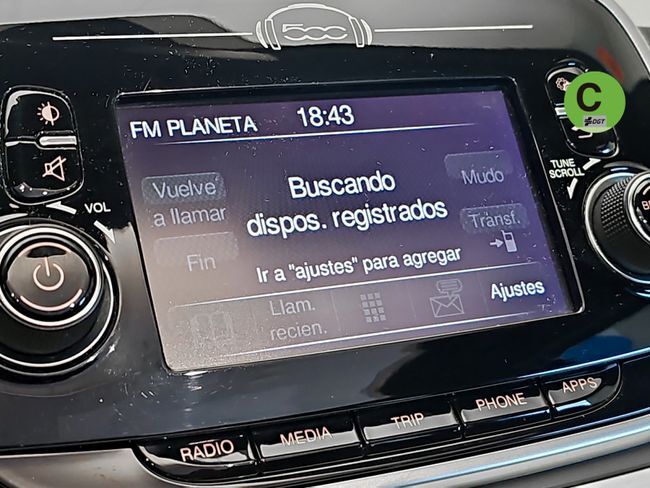 500
C
DGT
FM PLANETA 18:43
Vuelve
a llamar
Buscando
dispos. registrados
Mudo
Transf.
Fin
Ir a "ajustes" para agregar
Llam.
recien.
Ajustes
VOL
TUNE
SCROLL
RADIO
MEDIA
TRIP
PHONE
APPS